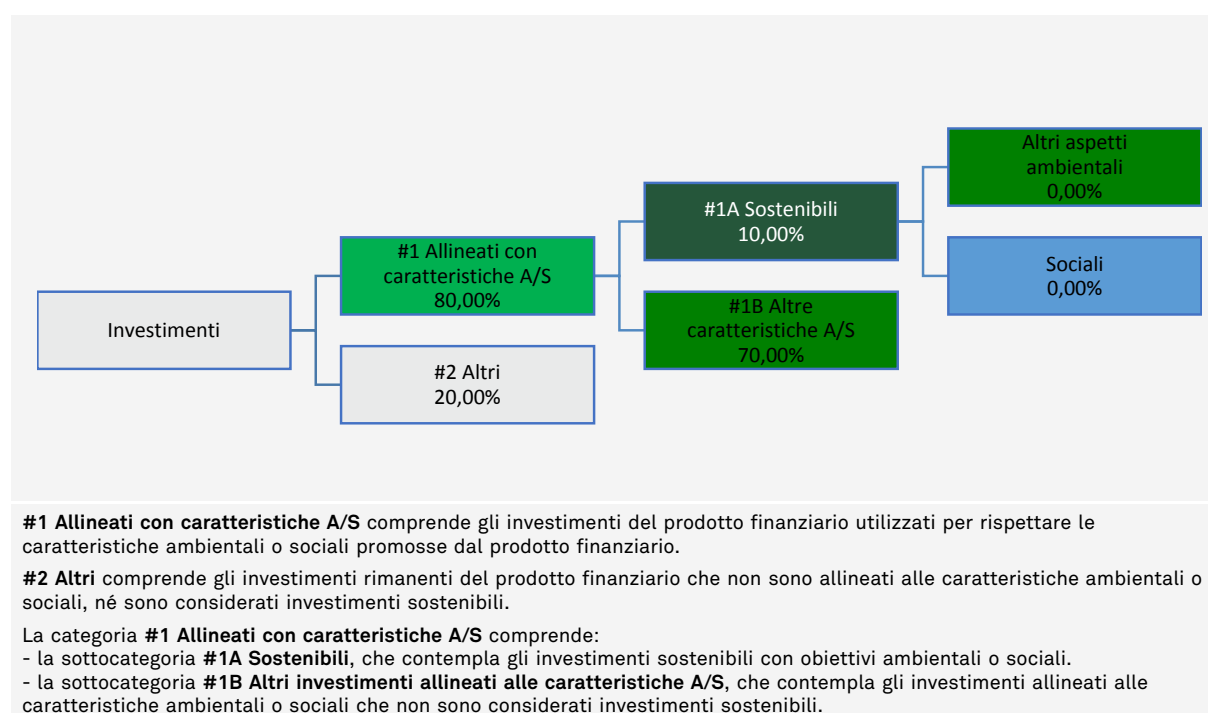 Altri aspetti
ambientali
0,00%
#1A Sostenibili
10,00%
#1 Allineati con
caratteristiche A/S
80,00%
Sociali
0,00%
Investimenti
#1B Altre
caratteristiche A/S
70,00%
#2 Altri
20,00%
#1 Allineati con caratteristiche A/S comprende gli investimenti del prodotto finanziario utilizzati per rispettare le
caratteristiche ambientali o sociali promosse dal prodotto finanziario.
#2 Altri comprende gli investimenti rimanenti del prodotto finanziario che non sono allineati alle caratteristiche ambientali o
sociali, né sono considerati investimenti sostenibili.
La categoria #1 Allineati con caratteristiche A/S comprende:
- la sottocategoria #1A Sostenibili, che contempla gli investimenti sostenibili con obiettivi ambientali o sociali.
- la sottocategoria #1B Altri investimenti allineati alle caratteristiche A/S, che contempla gli investimenti allineati alle
caratteristiche ambientali o sociali che non sono considerati investimenti sostenibili.